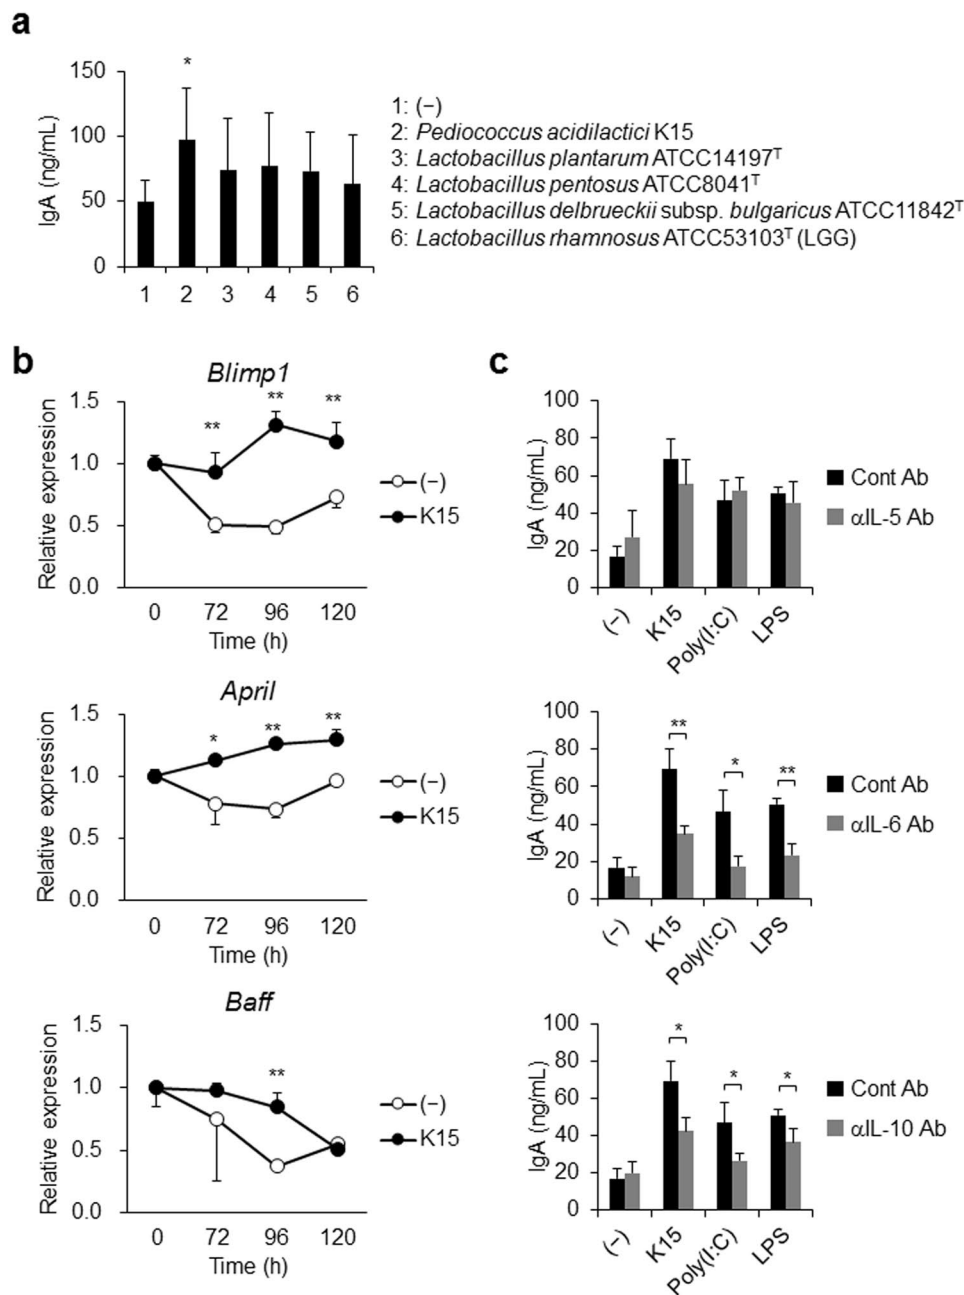 a
IgA (ng/mL)
150
100
50
0
*
1 2 3 4 5 6
1: (−)
2: Pediococcus acidilactici K15
3: Lactobacillus plantarum ATCC14197ᵀ
4: Lactobacillus pentosus ATCC8041ᵀ
5: Lactobacillus delbrueckii subsp. bulgaricus ATCC11842ᵀ
6: Lactobacillus rhamnosus ATCC53103ᵀ (LGG)
b
Blimp1
Relative expression
1.5
1.0
0.5
0.0
** ** **
0 72 96 120
Time (h)
(−)
K15
April
Relative expression
1.5
1.0
0.5
0.0
* ** **
0 72 96 120
Time (h)
(−)
K15
Baff
Relative expression
1.5
1.0
0.5
0.0
**
0 72 96 120
Time (h)
(−)
K15
c
IgA (ng/mL)
100
80
60
40
20
0
(−) K15 Poly(I:C) LPS
Cont Ab
αIL-5 Ab
IgA (ng/mL)
100
80
60
40
20
0
** * **
(−) K15 Poly(I:C) LPS
Cont Ab
αIL-6 Ab
IgA (ng/mL)
100
80
60
40
20
0
* * *
(−) K15 Poly(I:C) LPS
Cont Ab
αIL-10 Ab